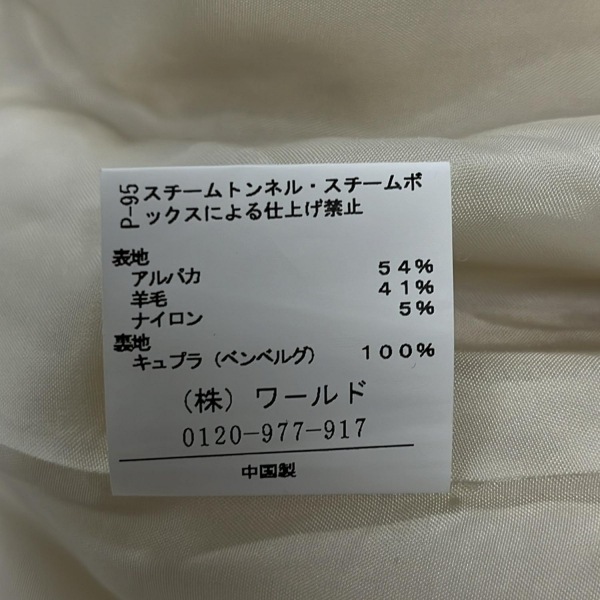 P-95
スチームトンネル・スチームボ
ックスによる仕上げ禁止
表地
アルパカ 54%
羊毛 41%
ナイロン 5%
裏地
キュプラ（ベンベルグ） 100%
（株）ワールド
0120-977-917
中国製